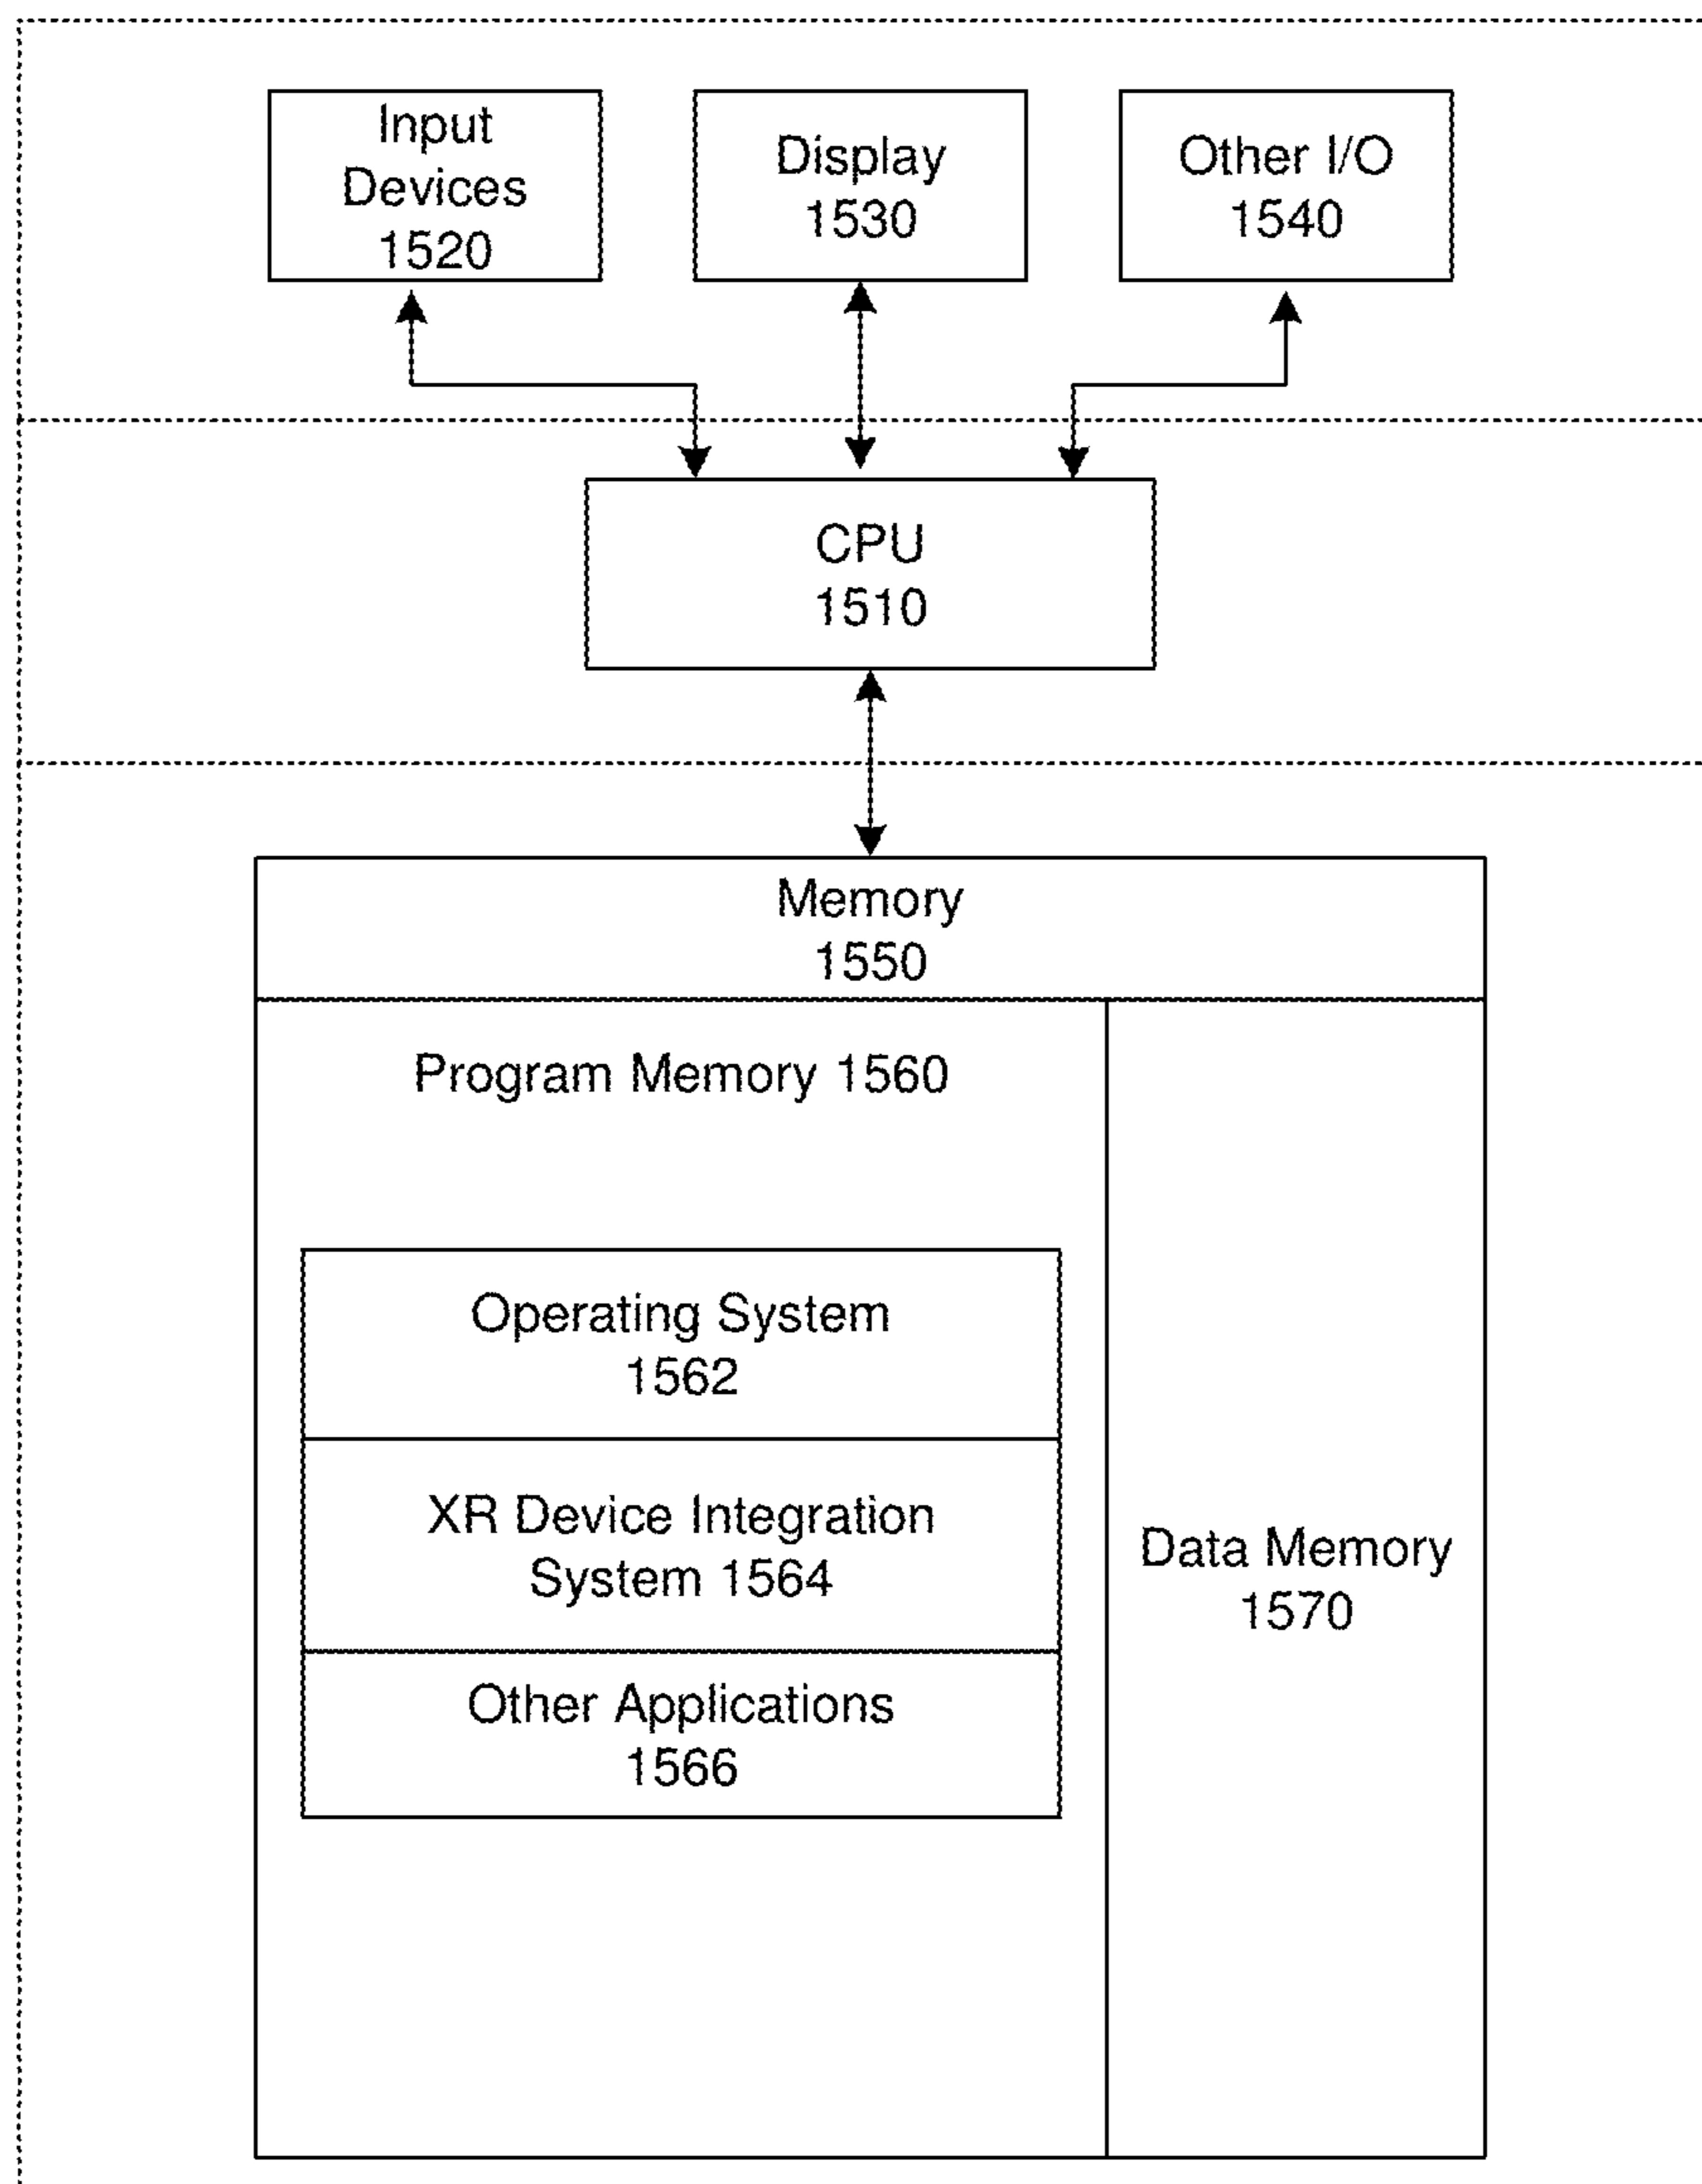 Input
Devices
1520
Display
1530
Other I/O
1540
CPU
1510
Memory
1550
Program Memory 1560
Operating System
1562
XR Device Integration
System 1564
Other Applications
1566
Data Memory
1570